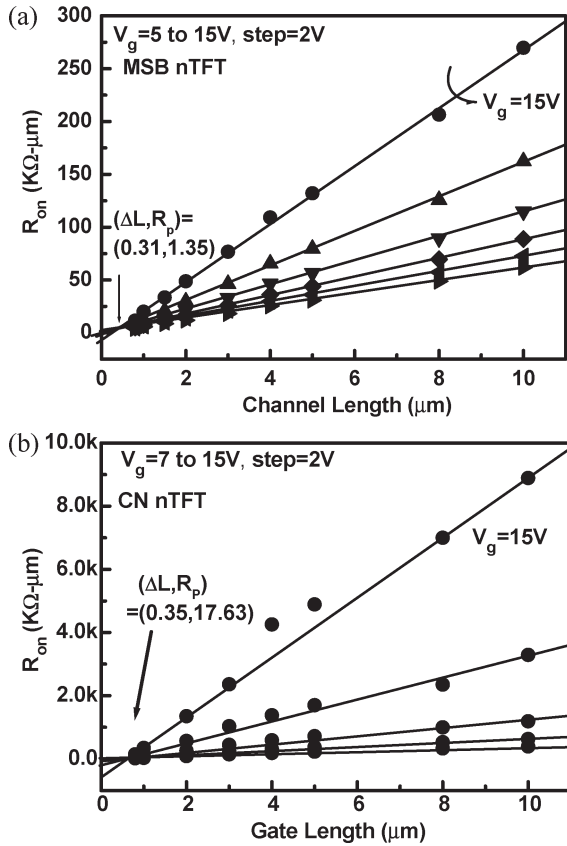 (a)
V_g=5 to 15V, step=2V
MSB nTFT
V_g=15V
(ΔL,R_p)=
(0.31,1.35)
R_on (KΩ-μm)
300
250
200
150
100
50
0
0 2 4 6 8 10
Channel Length (μm)
(b)
V_g=7 to 15V, step=2V
CN nTFT
V_g=15V
(ΔL,R_p)
=(0.35,17.63)
R_on (KΩ-μm)
10.0k
8.0k
6.0k
4.0k
2.0k
0.0
0 2 4 6 8 10
Gate Length (μm)